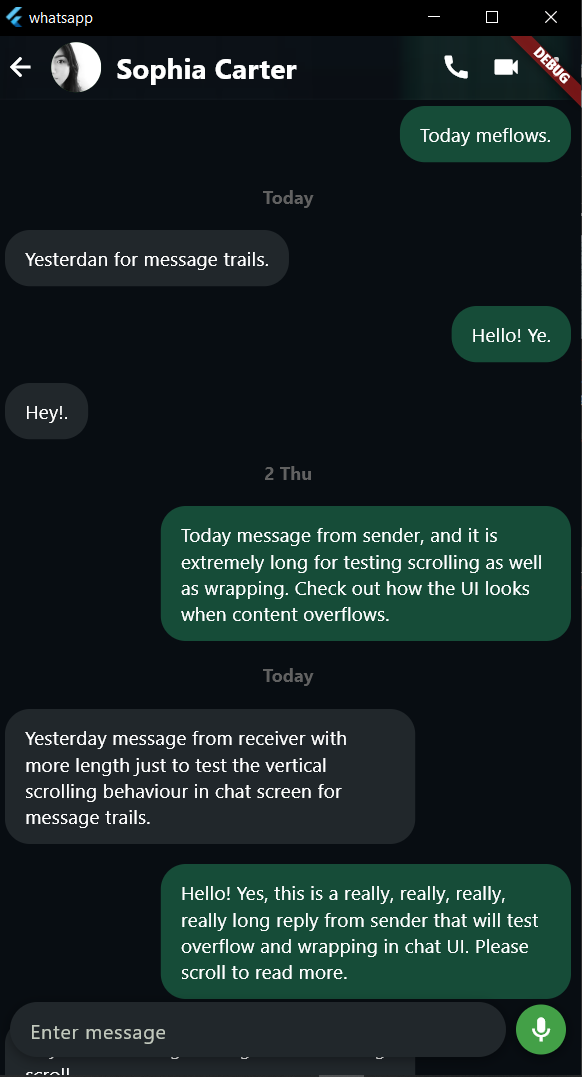 whatsapp
Sophia Carter
DEBUG
Today meflows.
Today
Yesterdan for message trails.
Hello! Ye.
Hey!.
2 Thu
Today message from sender, and it is
extremely long for testing scrolling as well
as wrapping. Check out how the UI looks
when content overflows.
Today
Yesterday message from receiver with
more length just to test the vertical
scrolling behaviour in chat screen for
message trails.
Hello! Yes, this is a really, really, really,
really long reply from sender that will test
overflow and wrapping in chat UI. Please
scroll to read more.
Enter message
scroll